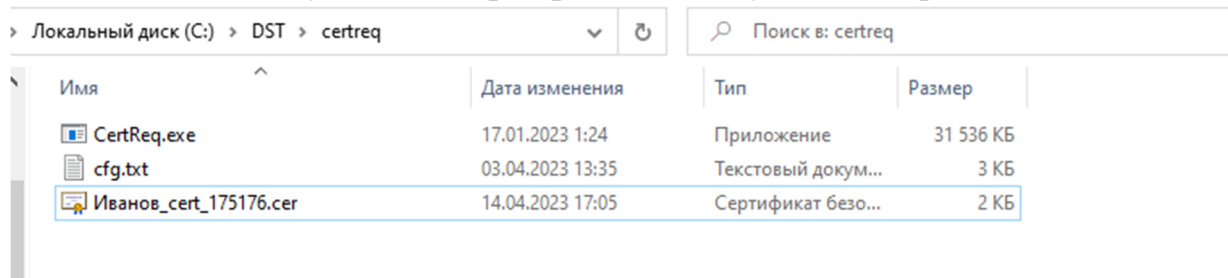 Локальный диск (C:) > DST > certreq Поиск в: certreq
Имя Дата изменения Тип Размер
CertReq.exe 17.01.2023 1:24 Приложение 31 536 КБ
cfg.txt 03.04.2023 13:35 Текстовый докум... 3 КБ
Иванов_cert_175176.cer 14.04.2023 17:05 Сертификат безо... 2 КБ